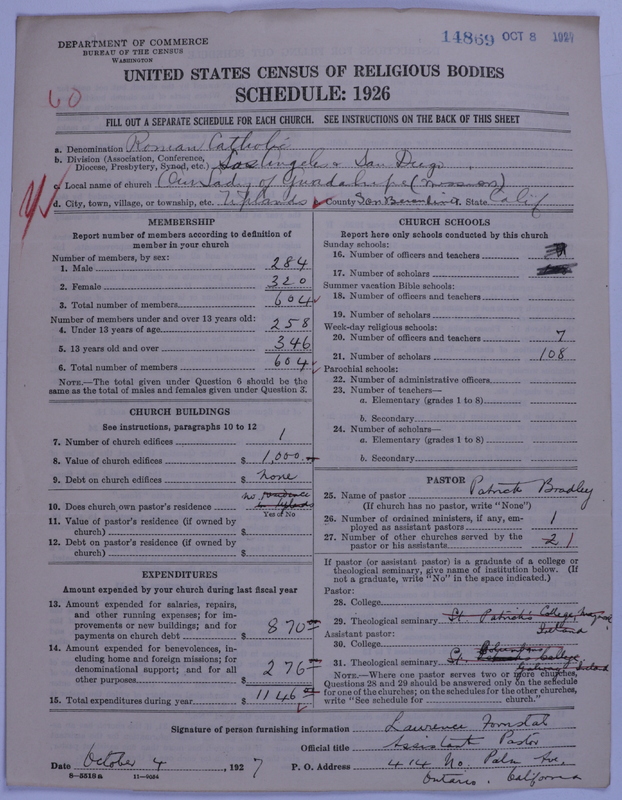 DEPARTMENT OF COMMERCE
BUREAU OF THE CENSUS
WASHINGTON
14869 OCT 8 1927
UNITED STATES CENSUS OF RELIGIOUS BODIES
SCHEDULE: 1926
60
FILL OUT A SEPARATE SCHEDULE FOR EACH CHURCH. SEE INSTRUCTIONS ON THE BACK OF THIS SHEET
a. Denomination Roman Catholic
b. Division (Association, Conference,
Diocese, Presbytery, Synod, etc.) Los Angeles & San Diego
c. Local name of church (Our Lady of Guadalupe (mission)
d. City, town, village, or township, etc. Uplands County San Bernardino State Calif
MEMBERSHIP
Report number of members according to definition of
member in your church
Number of members, by sex:
1. Male 284
2. Female 320
3. Total number of members 604
Number of members under and over 13 years old:
4. Under 13 years of age 258
5. 13 years old and over 346
6. Total number of members 604
NOTE.—The total given under Question 6 should be the
same as the total of males and females given under Question 3.
CHURCH BUILDINGS
See instructions, paragraphs 10 to 12
7. Number of church edifices 1
8. Value of church edifices $ 1,000.
9. Debt on church edifices $ none
10. Does church own pastor's residence no residence
in Uplands
Yes or No
11. Value of pastor's residence (if owned by
church) $
12. Debt on pastor's residence (if owned by
church) $
EXPENDITURES
Amount expended by your church during last fiscal year
13. Amount expended for salaries, repairs,
and other running expenses; for im-
provements or new buildings; and for
payments on church debt $ 870
14. Amount expended for benevolences, in-
cluding home and foreign missions; for
denominational support; and for all
other purposes $ 276
15. Total expenditures during year $ 1146
CHURCH SCHOOLS
Report here only schools conducted by this church
Sunday schools:
16. Number of officers and teachers
17. Number of scholars
Summer vacation Bible schools:
18. Number of officers and teachers
19. Number of scholars
Week-day religious schools:
20. Number of officers and teachers 7
21. Number of scholars 108
Parochial schools:
22. Number of administrative officers
23. Number of teachers—
a. Elementary (grades 1 to 8)
b. Secondary
24. Number of scholars—
a. Elementary (grades 1 to 8)
b. Secondary
PASTOR
25. Name of pastor Patrick Bradley
(If church has no pastor, write "None")
26. Number of ordained ministers, if any, em-
ployed as assistant pastors 1
27. Number of other churches served by the
pastor or his assistants 2
If pastor (or assistant pastor) is a graduate of a college or
theological seminary, give name of institution below. (If
not a graduate, write "No" in the space indicated.)
Pastor:
28. College
29. Theological seminary St. Patrick's College,
Ireland
Assistant pastor:
30. College
31. Theological seminary St. College
Ireland
NOTE.—Where one pastor serves two or more churches,
Questions 28 and 29 should be answered only on the schedule
for one of the churches; on the schedules for the other churches,
write "See schedule for church."
Signature of person furnishing information Lawrence
Official title Assistant Pastor
Date October 4, 1927 P. O. Address 414 No. Palm Ave,
Ontario. California
8—5516a 11—9084